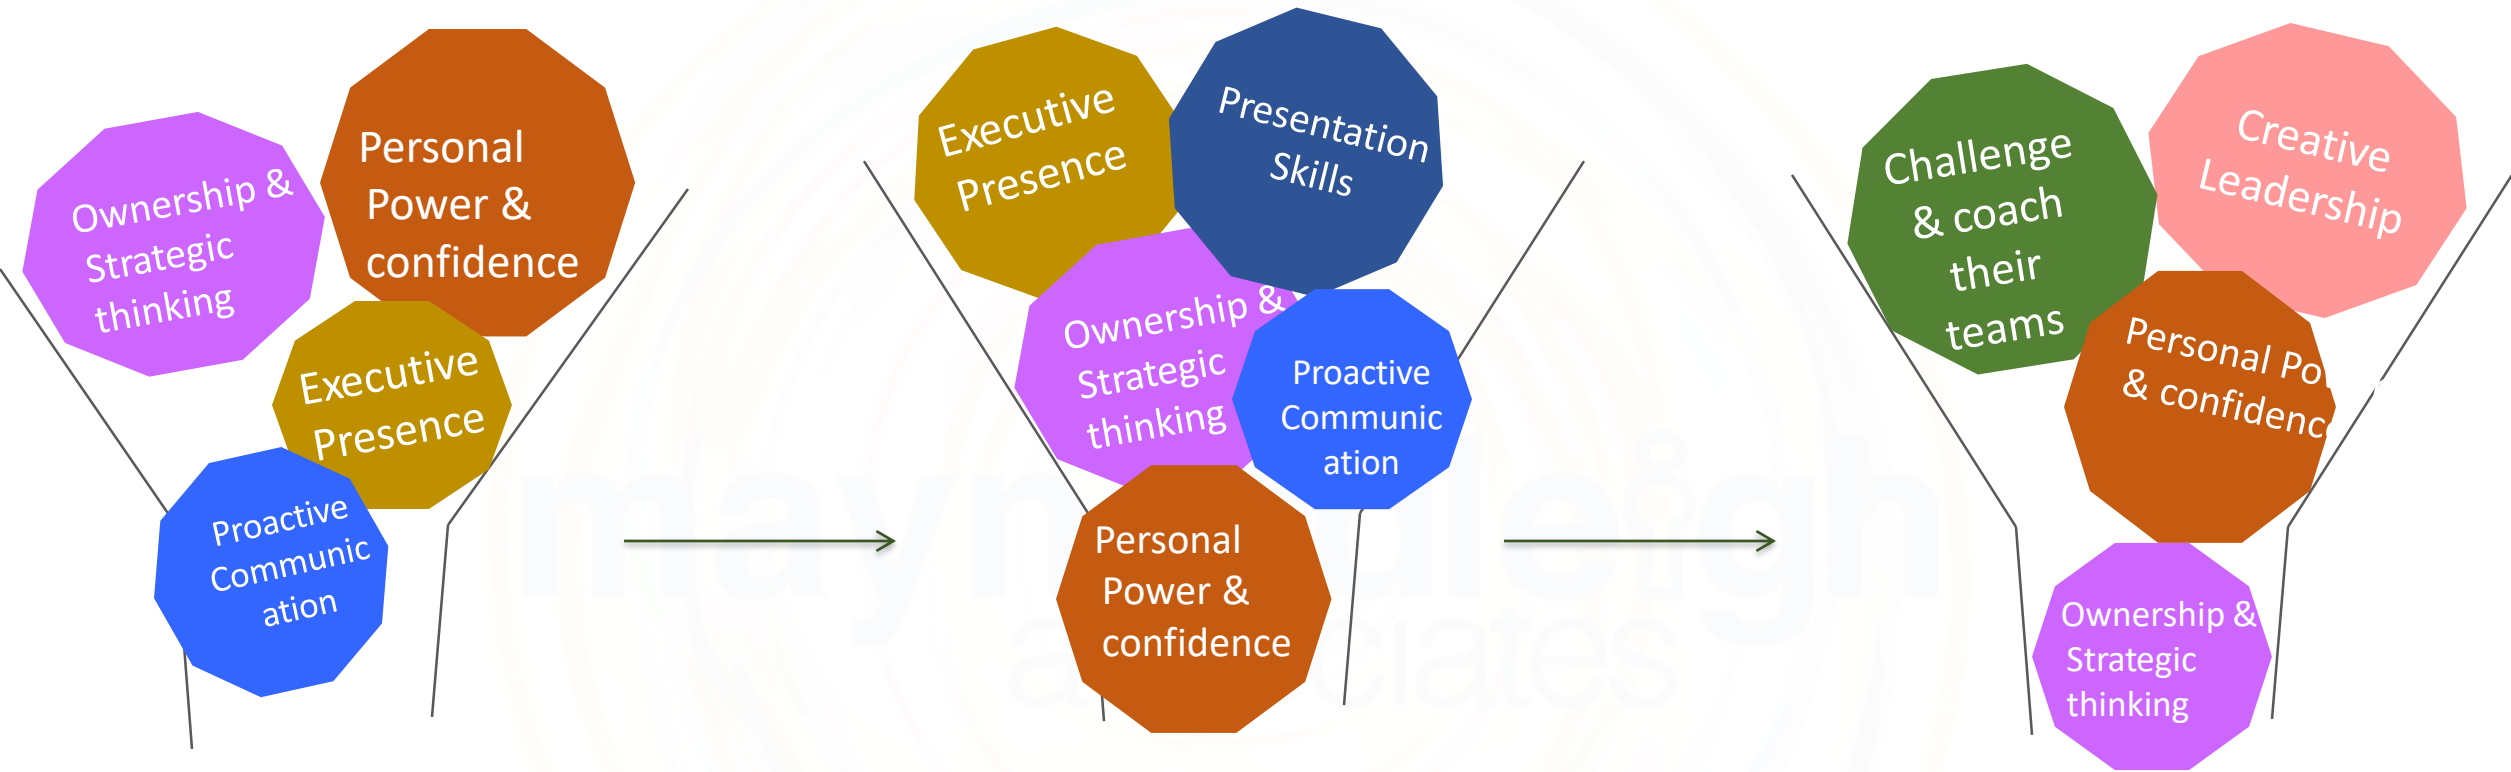 Ownership &
Strategic
thinking
Personal
Power &
confidence
Executive
Presence
Proactive
Communic
ation
Executive
Presence
Presentation
Skills
Ownership &
Strategic
thinking
Proactive
Communic
ation
Personal
Power &
confidence
Challenge
& coach
their
teams
Creative
Leadership
Personal Po
& confidenc
Ownership &
Strategic
thinking